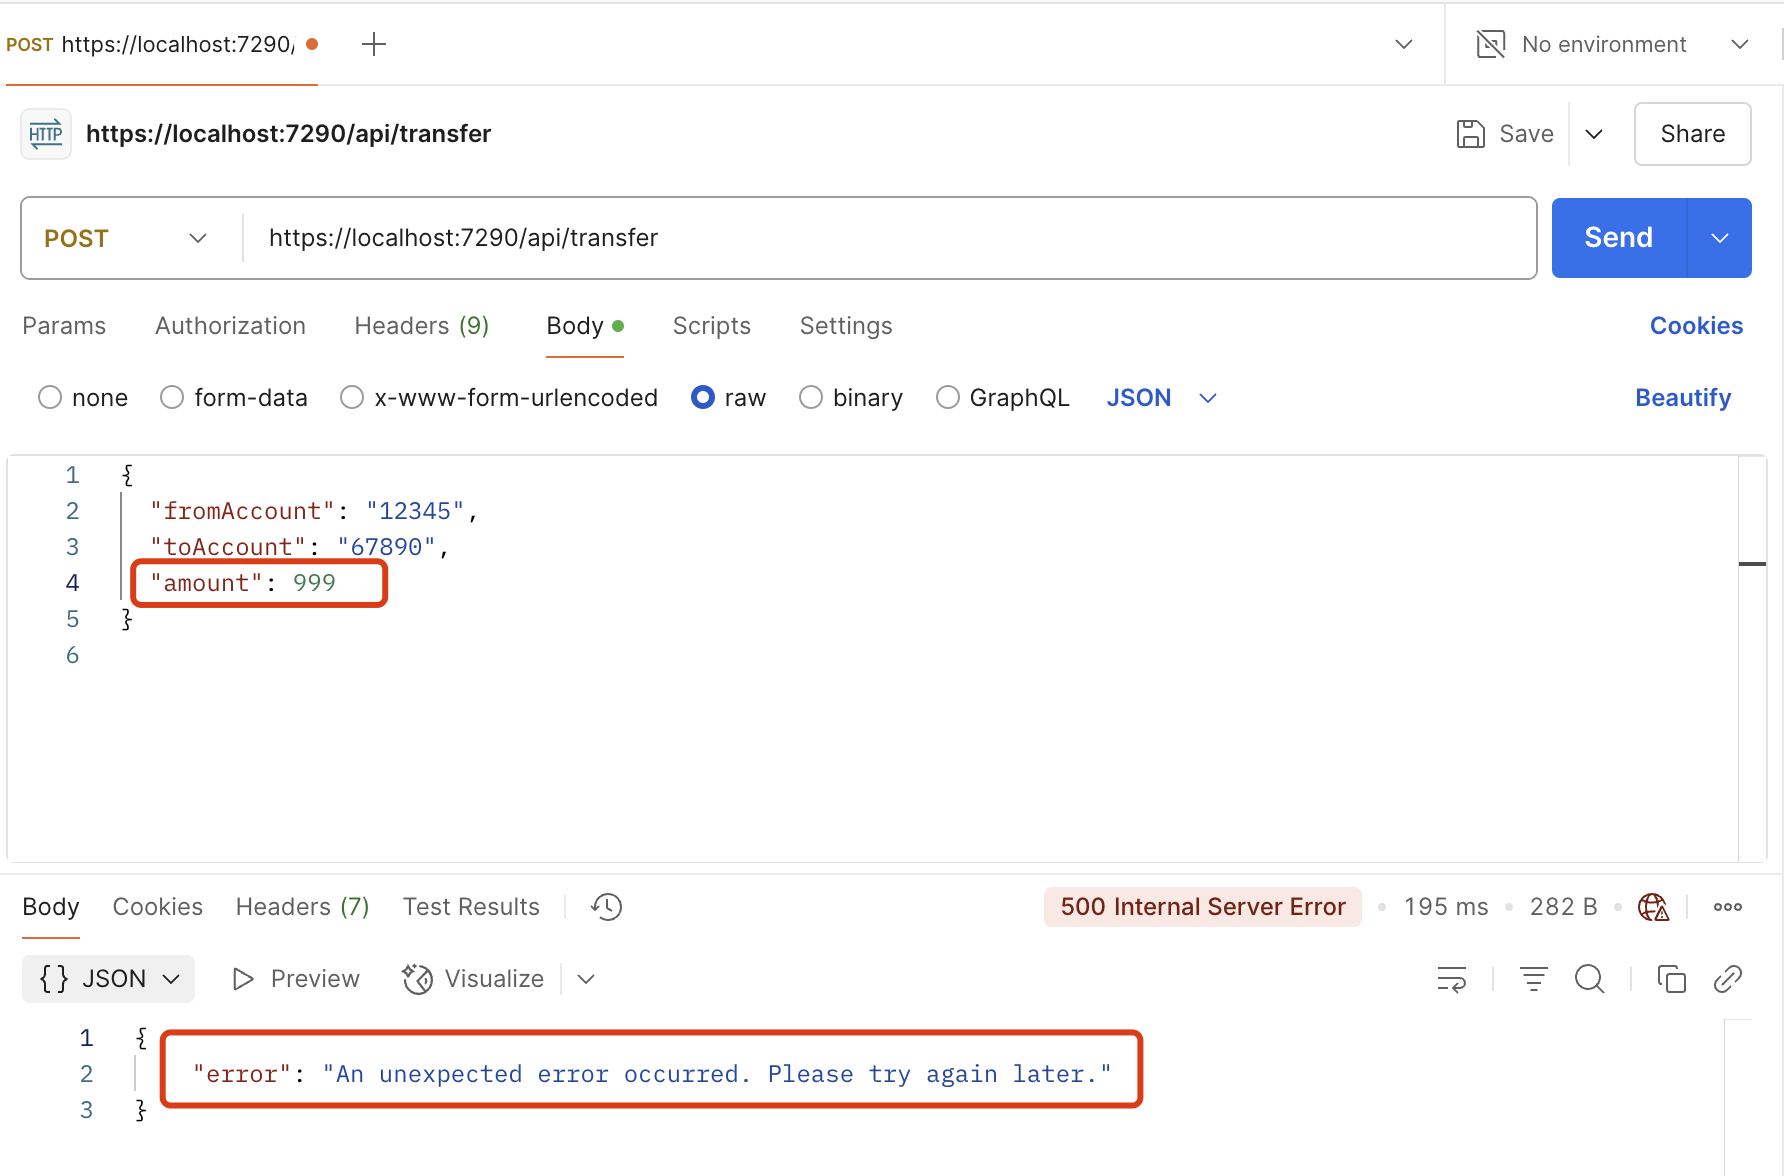 POST https://localhost:7290/
No environment
HTTP https://localhost:7290/api/transfer
Save
Share
POST https://localhost:7290/api/transfer
Send
Params Authorization Headers (9) Body Scripts Settings Cookies
none form-data x-www-form-urlencoded raw binary GraphQL JSON Beautify
1 {
2 "fromAccount": "12345",
3 "toAccount": "67890",
4 "amount": 999
5 }
6
Body Cookies Headers (7) Test Results 500 Internal Server Error 195 ms 282 B
{} JSON Preview Visualize
1 {
2 "error": "An unexpected error occurred. Please try again later."
3 }